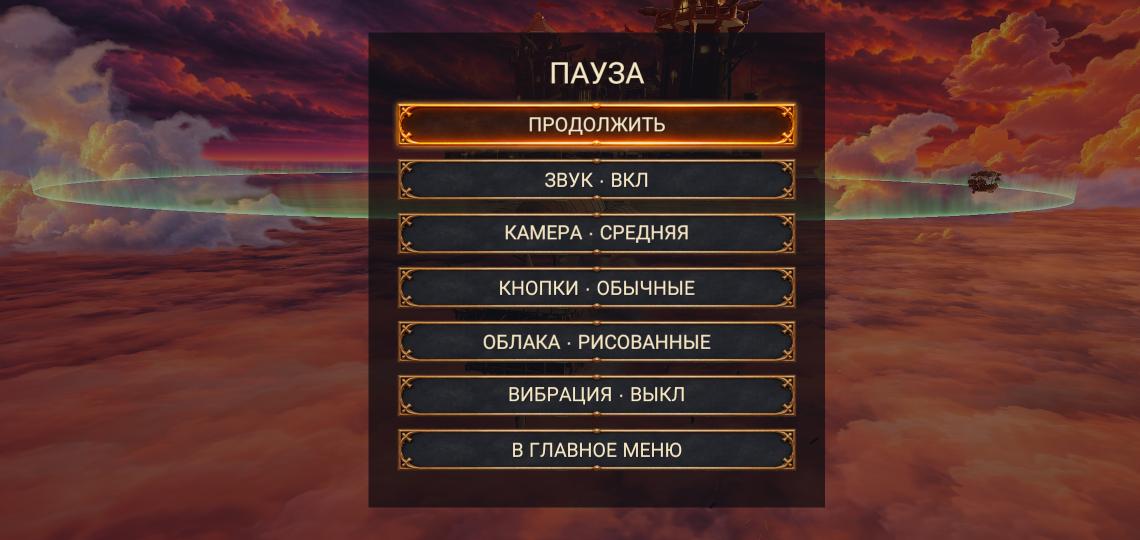 ПАУЗА
ПРОДОЛЖИТЬ
ЗВУК · ВКЛ
КАМЕРА · СРЕДНЯЯ
КНОПКИ · ОБЫЧНЫЕ
ОБЛАКА · РИСОВАННЫЕ
ВИБРАЦИЯ · ВЫКЛ
В ГЛАВНОЕ МЕНЮ